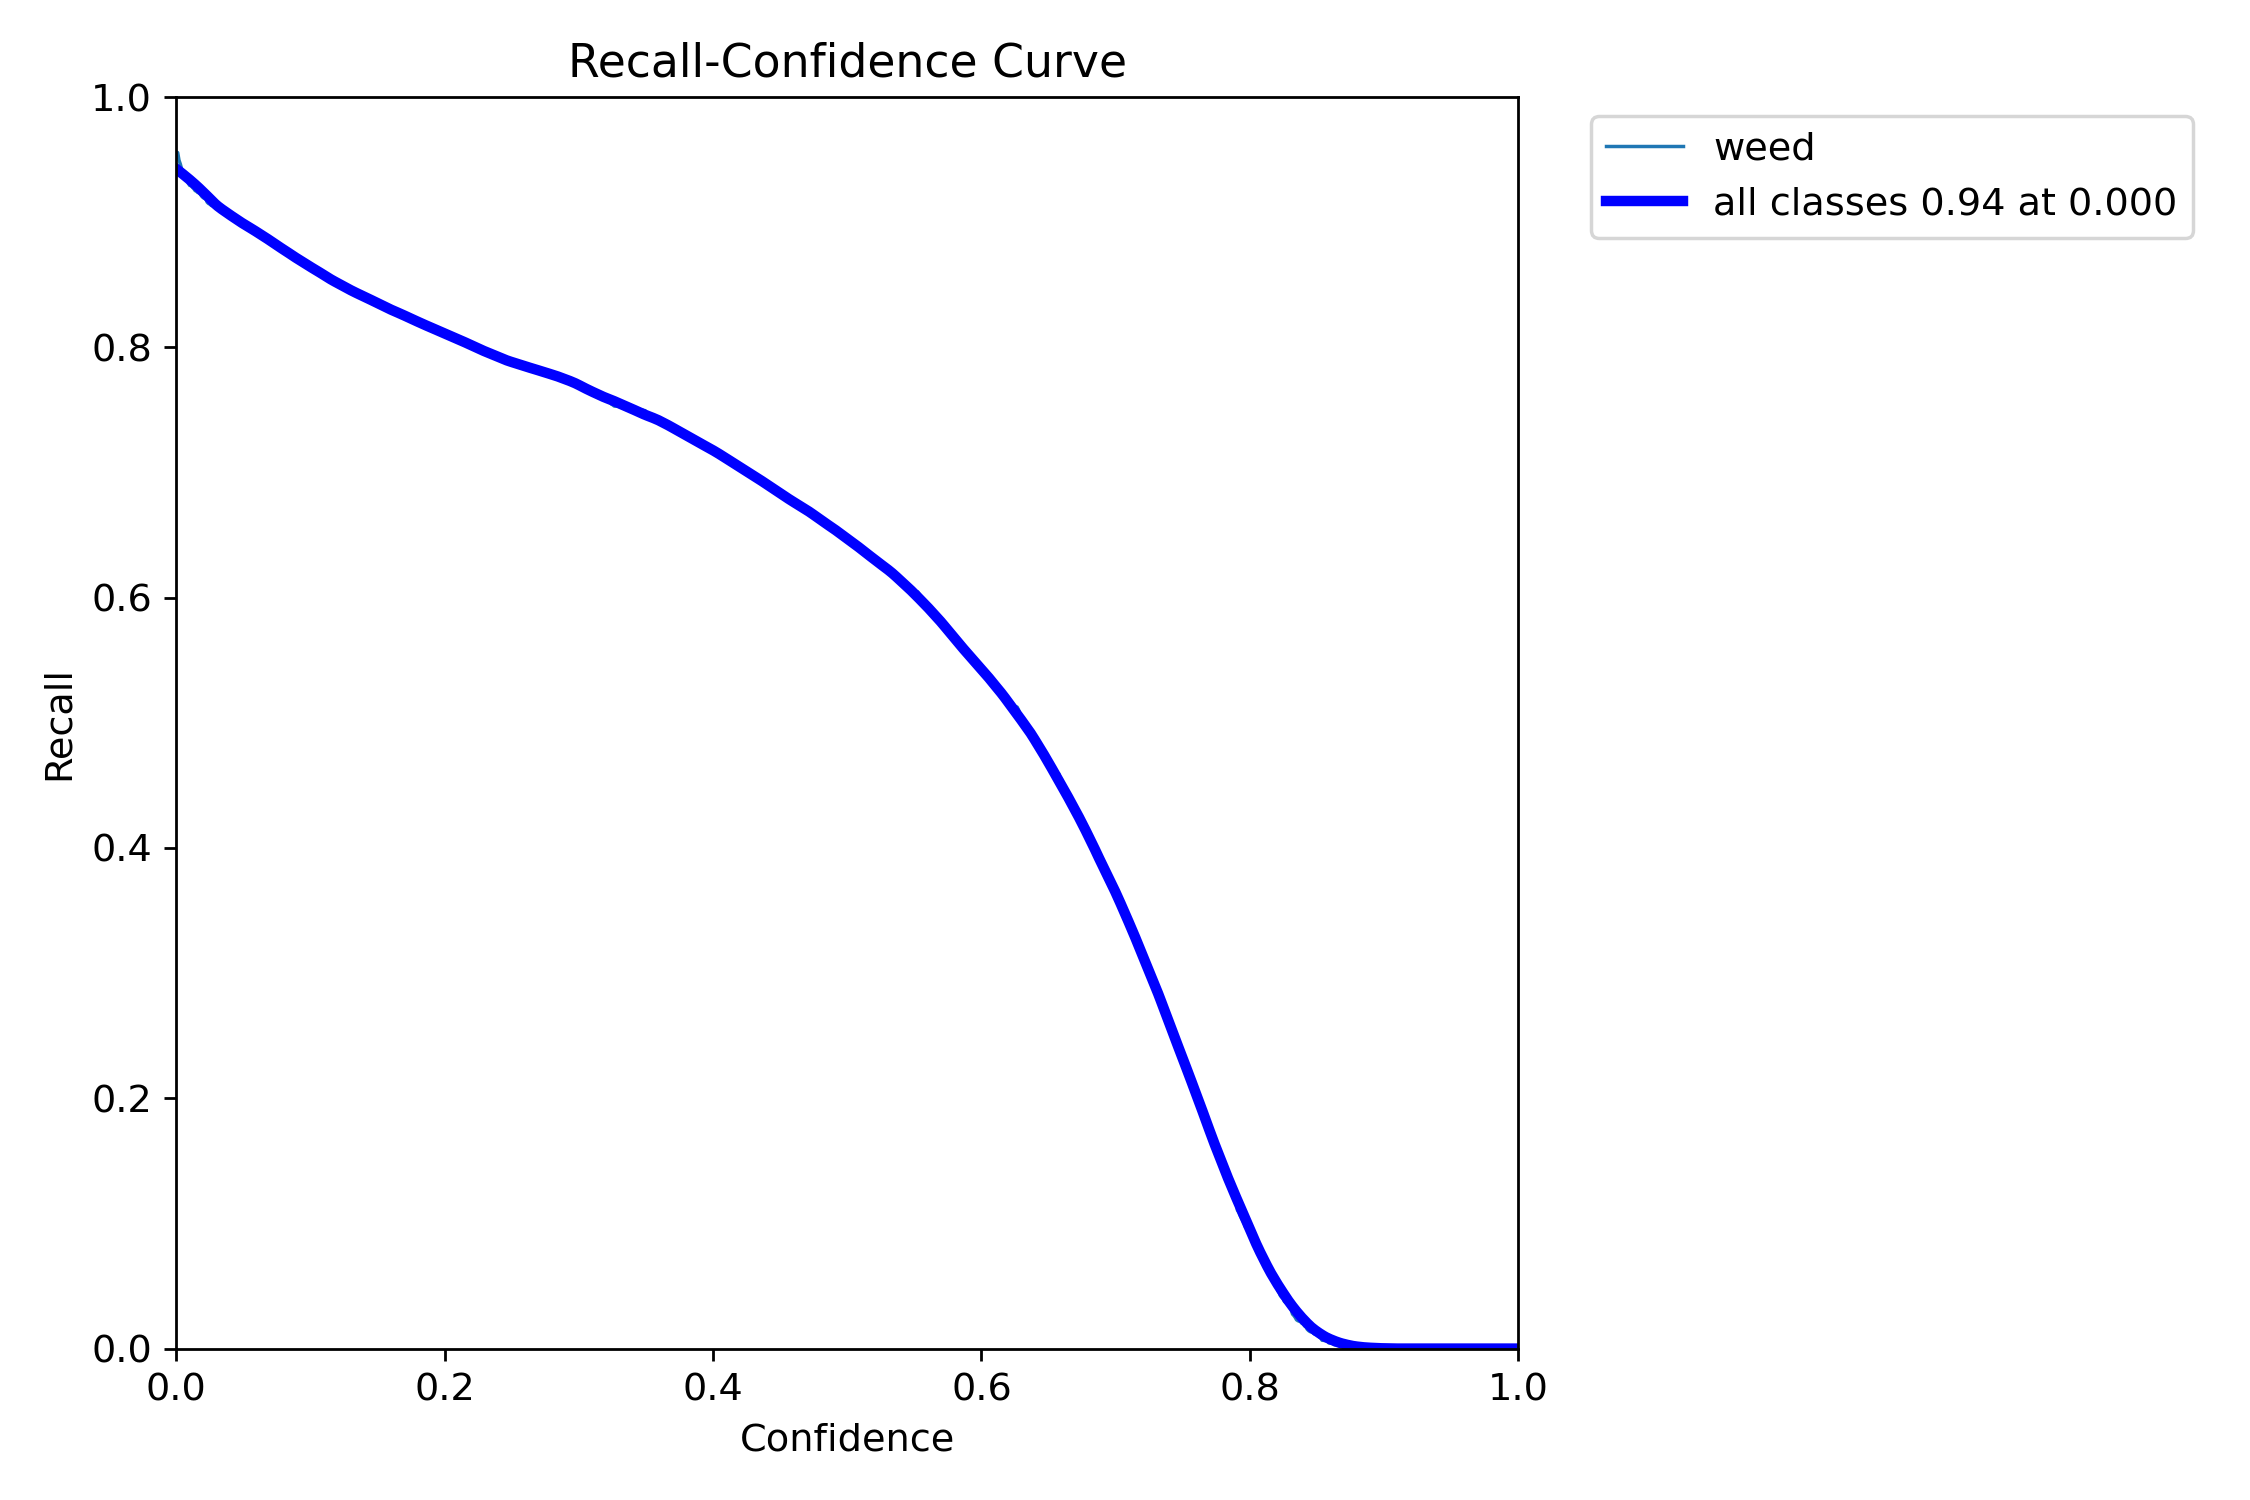 Recall-Confidence Curve
1.0
0.8
0.6
0.4
0.2
0.0
Recall
0.0 0.2 0.4 0.6 0.8 1.0
Confidence
weed
all classes 0.94 at 0.000